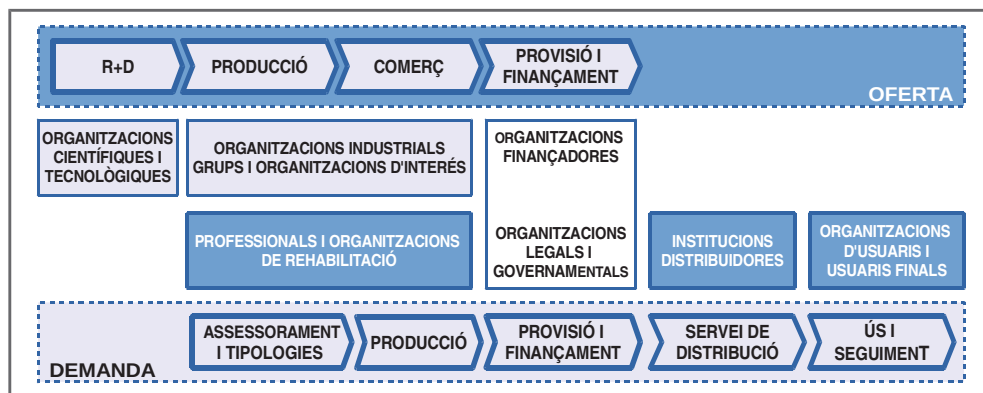 R+D
PRODUCCIÓ
COMERÇ
PROVISIÓ I
FINANÇAMENT
OFERTA
ORGANITZACIONS
CIENTÍFIQUES I
TECNOLÒGIQUES
ORGANITZACIONS INDUSTRIALS
GRUPS I ORGANITZACIONS D'INTERÉS
ORGANITZACIONS
FINANÇADORES
PROFESSIONALS I ORGANITZACIONS
DE REHABILITACIÓ
ORGANITZACIONS
LEGALS I
GOVERNAMENTALS
INSTITUCIONS
DISTRIBUIDORES
ORGANITZACIONS
D'USUARIS I
USUARIS FINALS
ASSESSORAMENT
I TIPOLOGIES
PRODUCCIÓ
PROVISIÓ I
FINANÇAMENT
SERVEI DE
DISTRIBUCIÓ
ÚS I
SEGUIMENT
DEMANDA